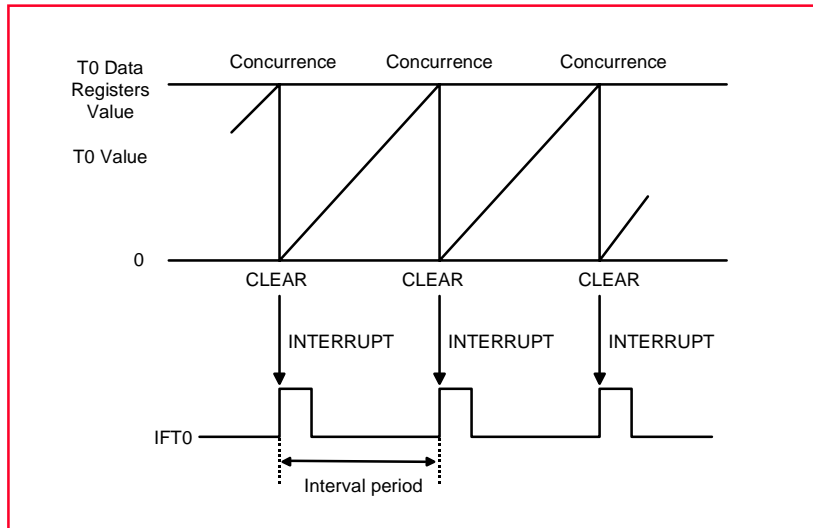 T0 Data
Registers
Value
Concurrence
Concurrence
Concurrence
T0 Value
0
CLEAR
CLEAR
CLEAR
INTERRUPT
INTERRUPT
INTERRUPT
IFT0
Interval period